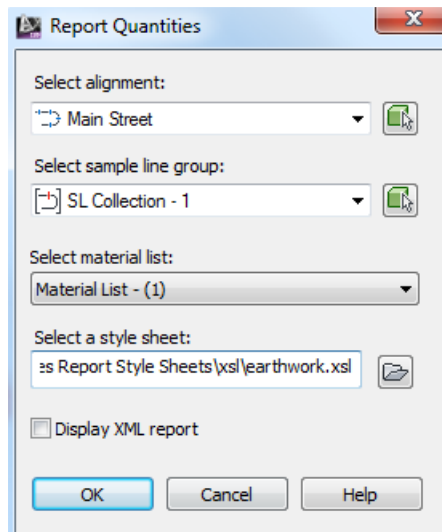 Report Quantities
Select alignment:
Main Street
Select sample line group:
SL Collection - 1
Select material list:
Material List - (1)
Select a style sheet:
es Report Style Sheets\xsl\earthwork.xsl
Display XML report
OK Cancel Help